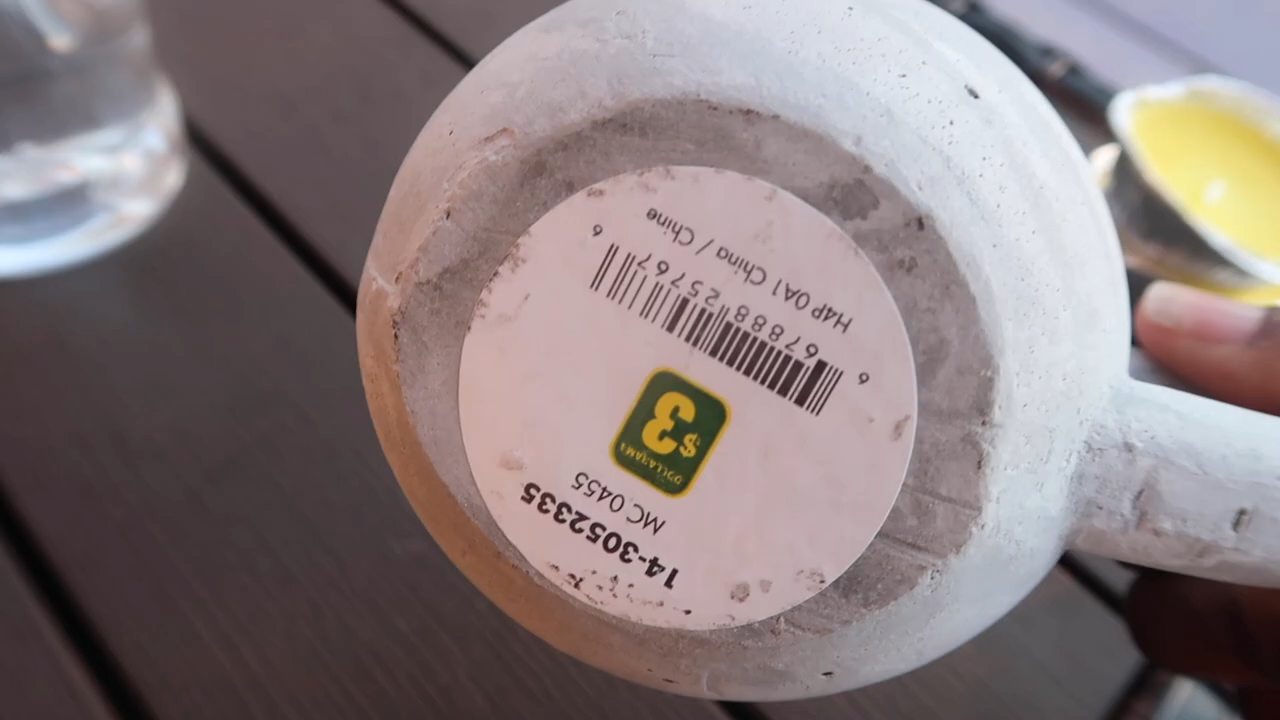 14-3052335
MC 0455
DOLLARAMA
$3
6 67888 25767 6
H4P 0A1 China / Chine